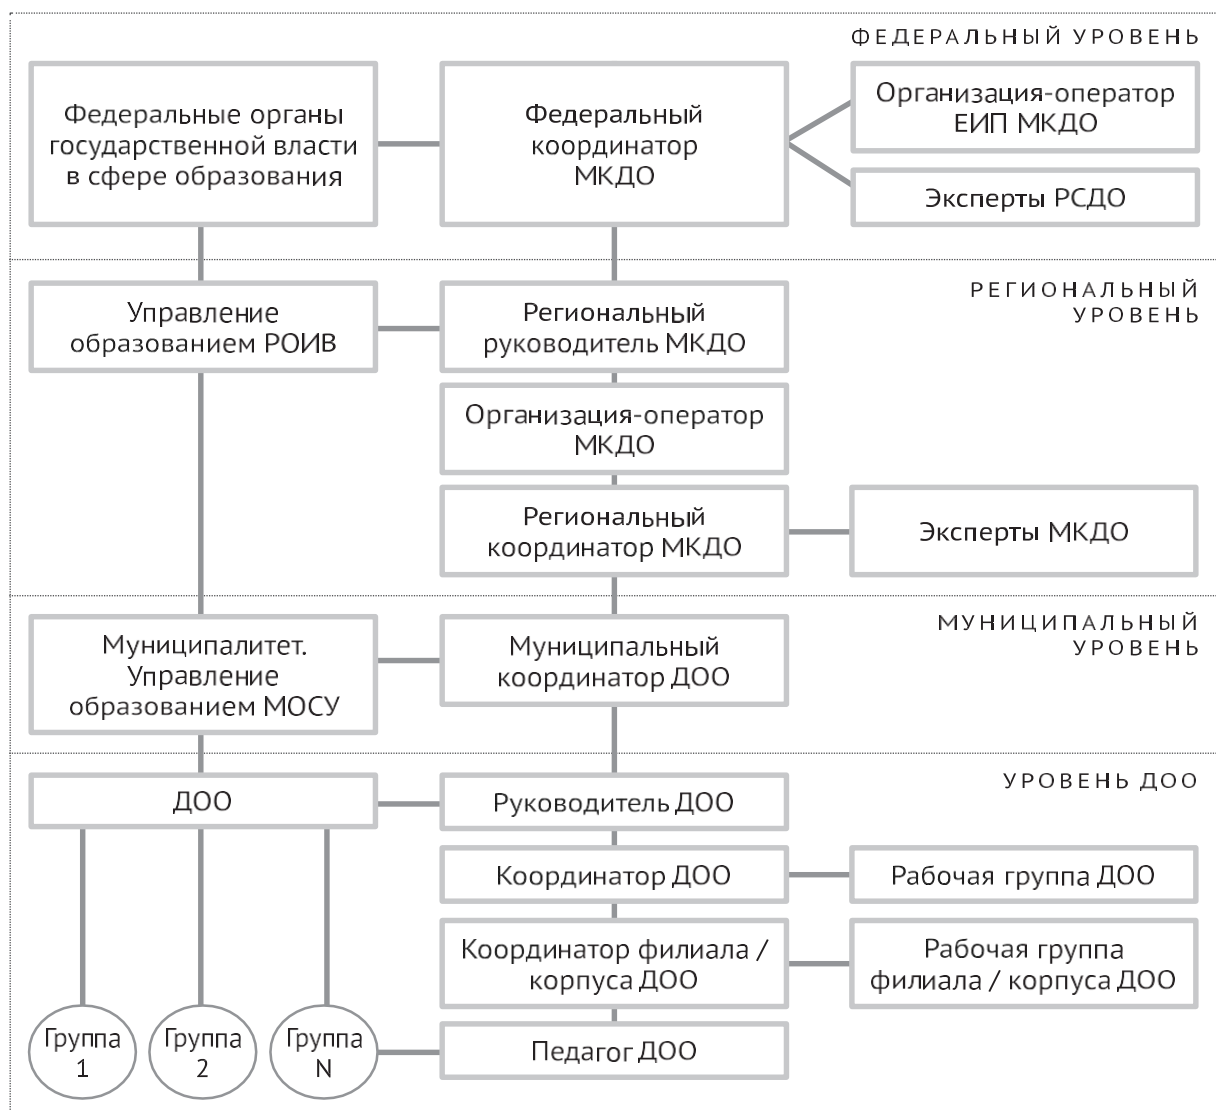 ФЕДЕРАЛЬНЫЙ УРОВЕНЬ
Федеральные органы
государственной власти
в сфере образования
Федеральный
координатор
МКДО
Организация-оператор
ЕИП МКДО
Эксперты РСДО
РЕГИОНАЛЬНЫЙ
УРОВЕНЬ
Управление
образованием РОИВ
Региональный
руководитель МКДО
Организация-оператор
МКДО
Региональный
координатор МКДО
Эксперты МКДО
МУНИЦИПАЛЬНЫЙ
УРОВЕНЬ
Муниципалитет.
Управление
образованием МОСУ
Муниципальный
координатор ДОО
УРОВЕНЬ ДОО
ДОО
Руководитель ДОО
Координатор ДОО
Рабочая группа ДОО
Координатор филиала /
корпуса ДОО
Рабочая группа
филиала / корпуса ДОО
Группа
1
Группа
2
Группа
N
Педагог ДОО